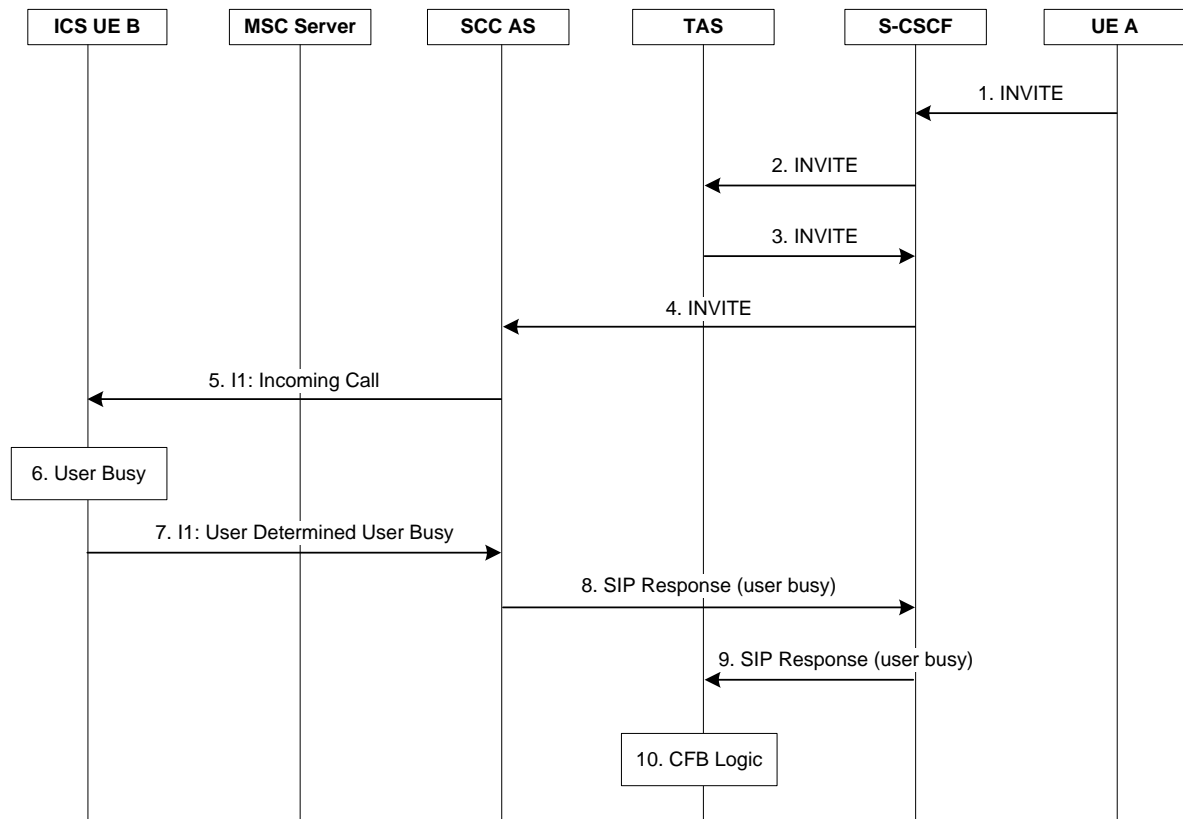 ICS UE B
MSC Server
SCC AS
TAS
S-CSCF
UE A
1. INVITE
2. INVITE
3. INVITE
4. INVITE
5. I1: Incoming Call
6. User Busy
7. I1: User Determined User Busy
8. SIP Response (user busy)
9. SIP Response (user busy)
10. CFB Logic